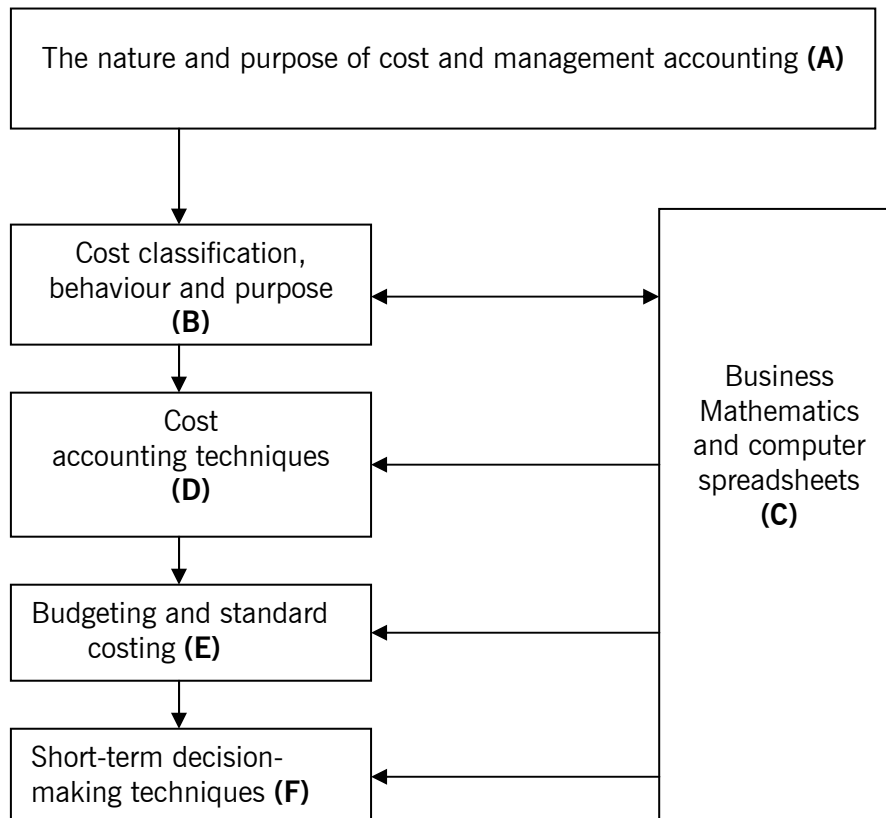 The nature and purpose of cost and management accounting (A)
Cost classification,
behaviour and purpose
(B)
Cost
accounting techniques
(D)
Budgeting and standard
costing (E)
Short-term decision-
making techniques (F)
Business
Mathematics
and computer
spreadsheets
(C)